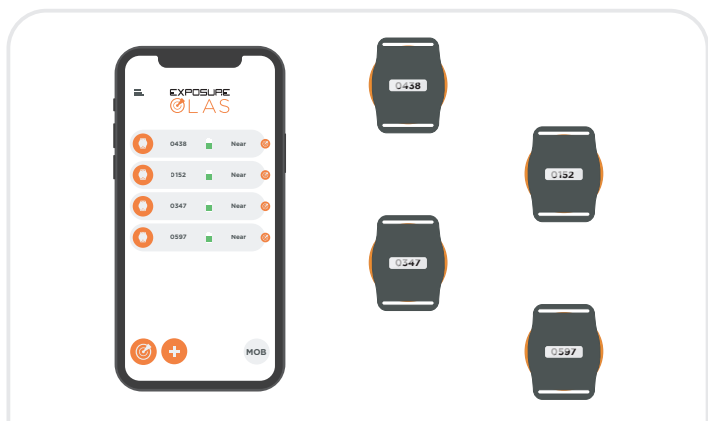 EXPOSURE
OLAS
0438 Near
0152 Near
0347 Near
0597 Near
MOB
0438
0152
0347
0597